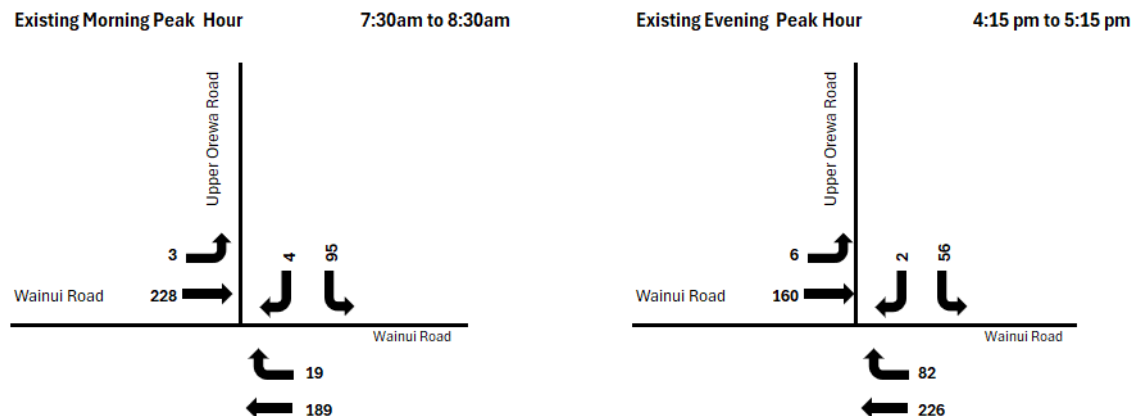 Existing Morning Peak Hour 7:30am to 8:30am
Upper Orewa Road
3
4
95
Wainui Road 228
Wainui Road
19
189
Existing Evening Peak Hour 4:15 pm to 5:15 pm
Upper Orewa Road
6
2
56
Wainui Road 160
Wainui Road
82
226